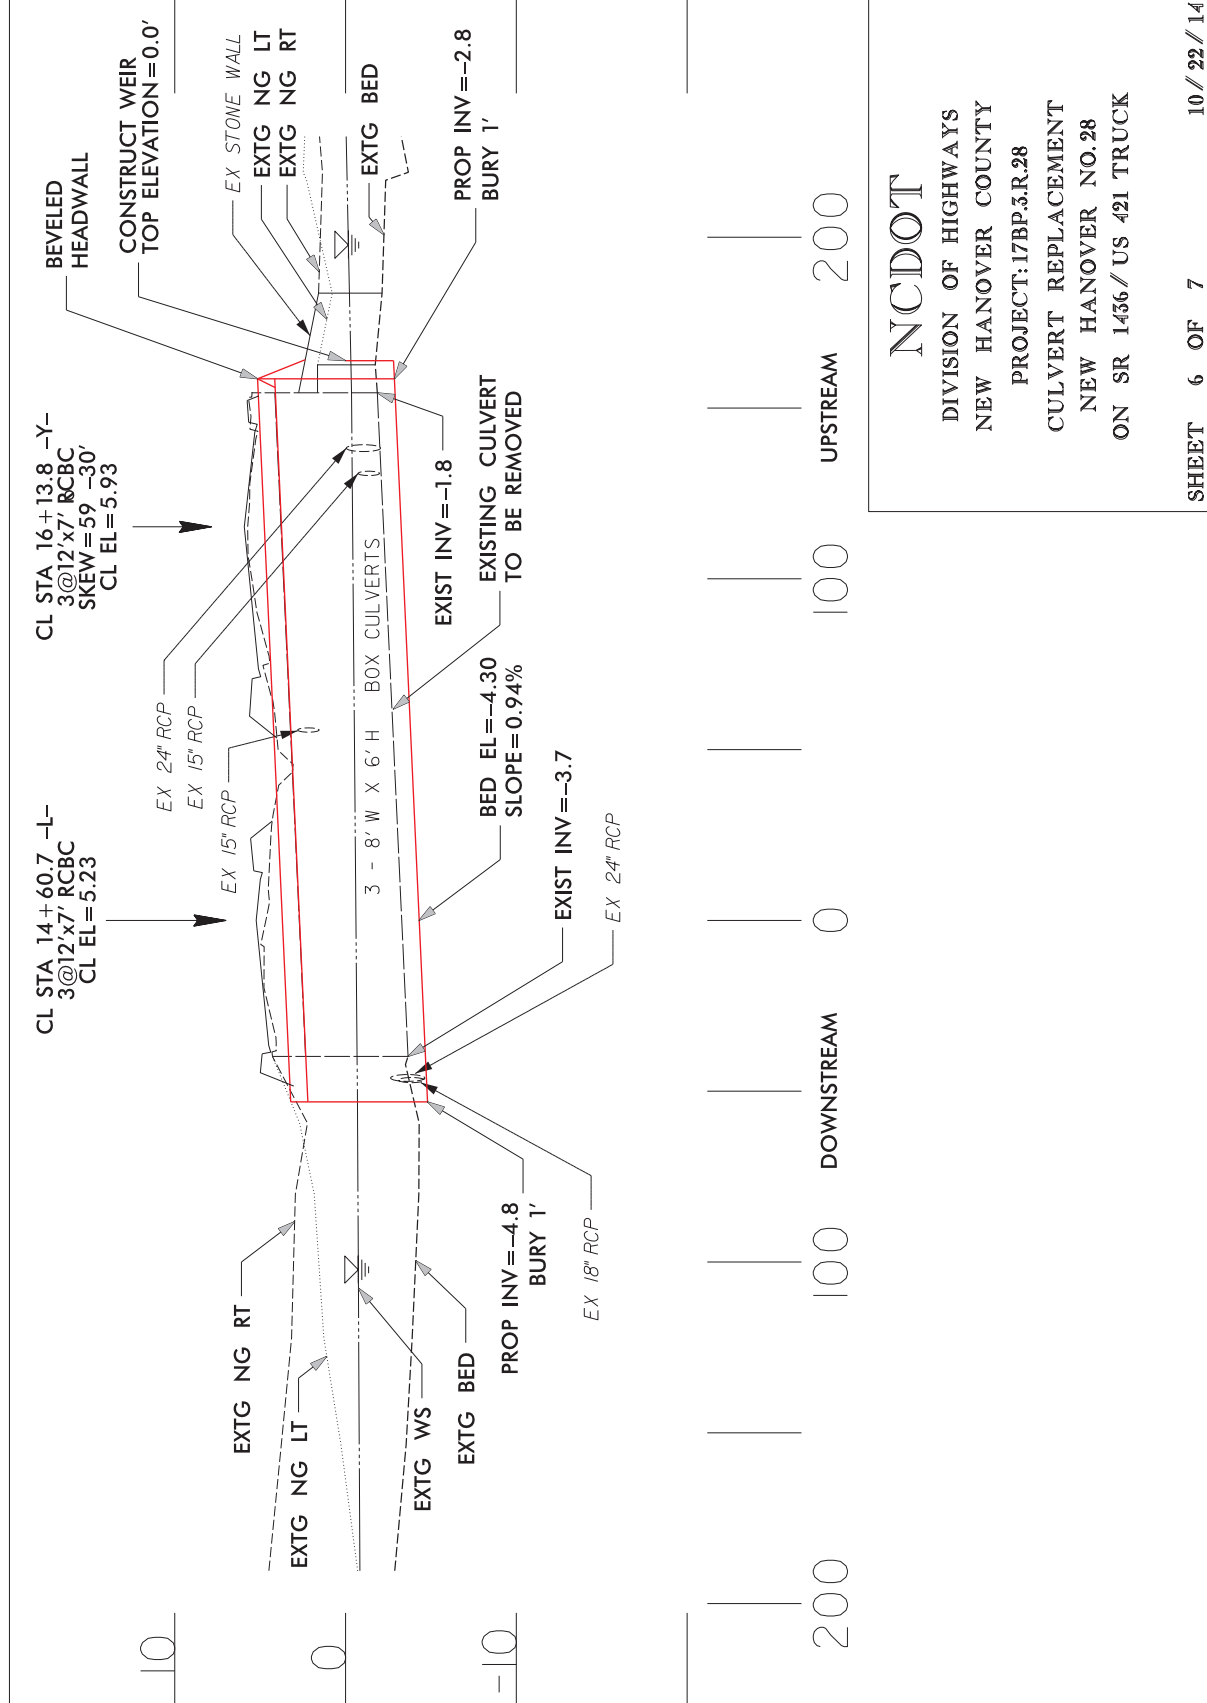 CL STA 14+60.7 -L-
3@12'x7' RCBC
CL EL=5.23
CL STA 16+13.8 -Y-
3@12'x7' RCBC
SKEW=59 -30'
CL EL=5.93
BEVELED
HEADWALL
CONSTRUCT WEIR
TOP ELEVATION=0.0'
EX STONE WALL
EXTG NG LT
EXTG NG RT
EXTG BED
PROP INV=-2.8
BURY 1'
EX 24" RCP
EX 15" RCP
EX 15" RCP
3 - 8' W X 6' H BOX CULVERTS
EXIST INV=-1.8
EXISTING CULVERT
TO BE REMOVED
BED EL=-4.30
SLOPE=0.94%
EXIST INV=-3.7
EX 24" RCP
EXTG NG RT
EXTG NG LT
EXTG WS
EXTG BED
PROP INV=-4.8
BURY 1'
EX 18" RCP
10
0
-10
200
100
0
100
200
DOWNSTREAM
UPSTREAM
NCDOT
DIVISION OF HIGHWAYS
NEW HANOVER COUNTY
PROJECT:17BP.3.R.28
CULVERT REPLACEMENT
NEW HANOVER NO.28
ON SR 1436/US 421 TRUCK
SHEET 6 OF 7 10/22/14